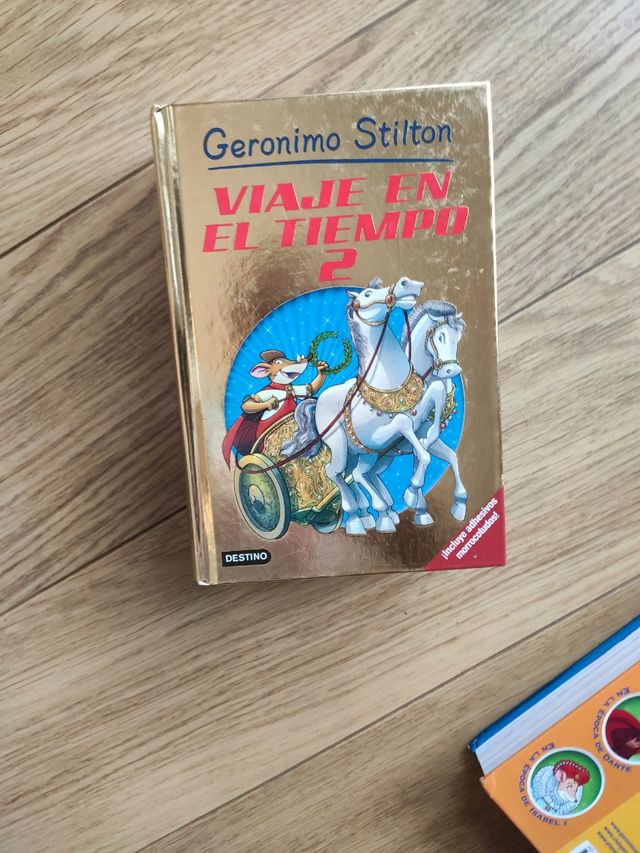 Geronimo Stilton
VIAJE EN
EL TIEMPO
2
¡Incluye adhesivos
morrocotudos!
DESTINO
EN LA ÉPOCA DE DANTE
EN LA ÉPOCA DE ISABEL I